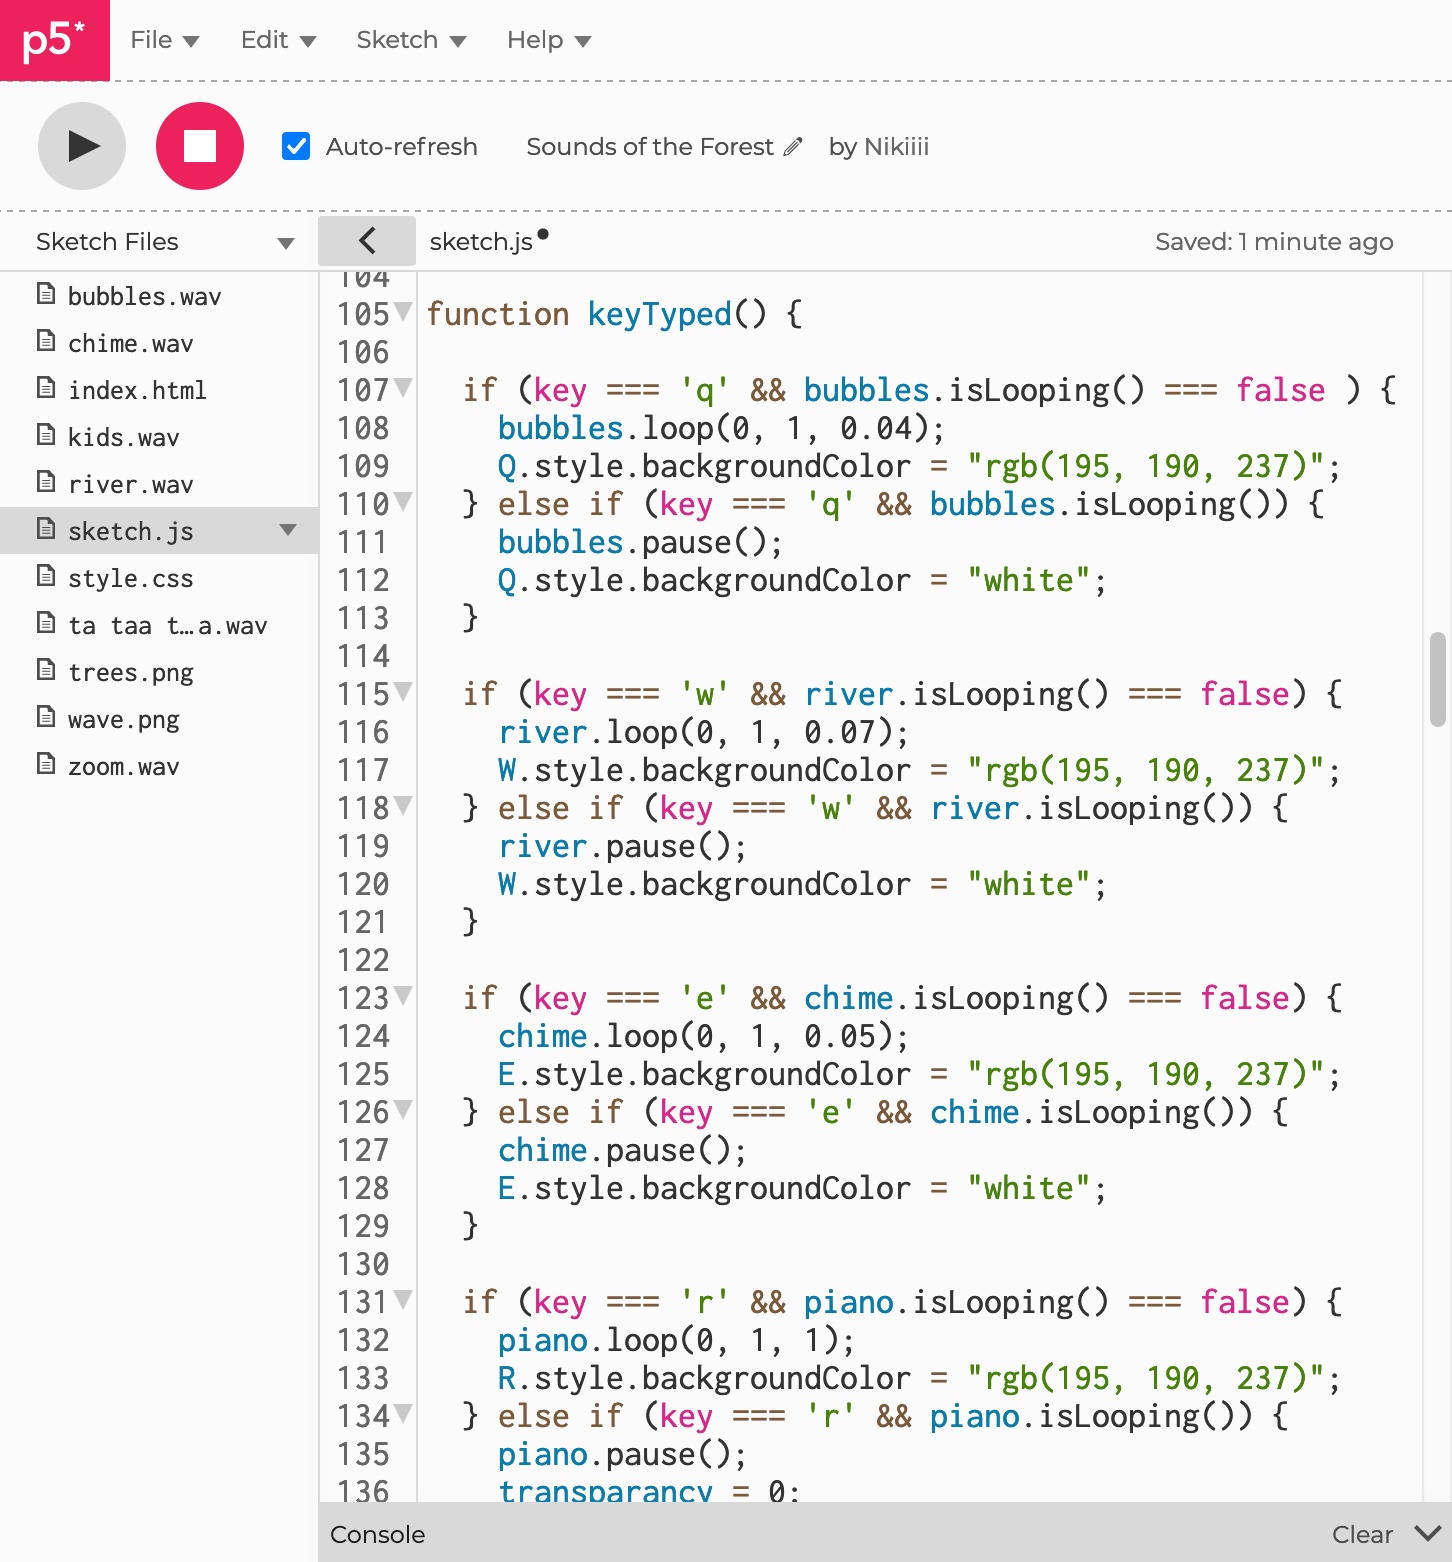 p5* File Edit Sketch Help
Auto-refresh Sounds of the Forest by Nikiiii
Sketch Files sketch.js Saved: 1 minute ago
bubbles.wav
chime.wav
index.html
kids.wav
river.wav
sketch.js
style.css
ta taa t…a.wav
trees.png
wave.png
zoom.wav
104
105 function keyTyped() {
106
107 if (key === 'q' && bubbles.isLooping() === false ) {
108 bubbles.loop(0, 1, 0.04);
109 Q.style.backgroundColor = "rgb(195, 190, 237)";
110 } else if (key === 'q' && bubbles.isLooping()) {
111 bubbles.pause();
112 Q.style.backgroundColor = "white";
113 }
114
115 if (key === 'w' && river.isLooping() === false) {
116 river.loop(0, 1, 0.07);
117 W.style.backgroundColor = "rgb(195, 190, 237)";
118 } else if (key === 'w' && river.isLooping()) {
119 river.pause();
120 W.style.backgroundColor = "white";
121 }
122
123 if (key === 'e' && chime.isLooping() === false) {
124 chime.loop(0, 1, 0.05);
125 E.style.backgroundColor = "rgb(195, 190, 237)";
126 } else if (key === 'e' && chime.isLooping()) {
127 chime.pause();
128 E.style.backgroundColor = "white";
129 }
130
131 if (key === 'r' && piano.isLooping() === false) {
132 piano.loop(0, 1, 1);
133 R.style.backgroundColor = "rgb(195, 190, 237)";
134 } else if (key === 'r' && piano.isLooping()) {
135 piano.pause();
136 transparancy = 0;
Console Clear